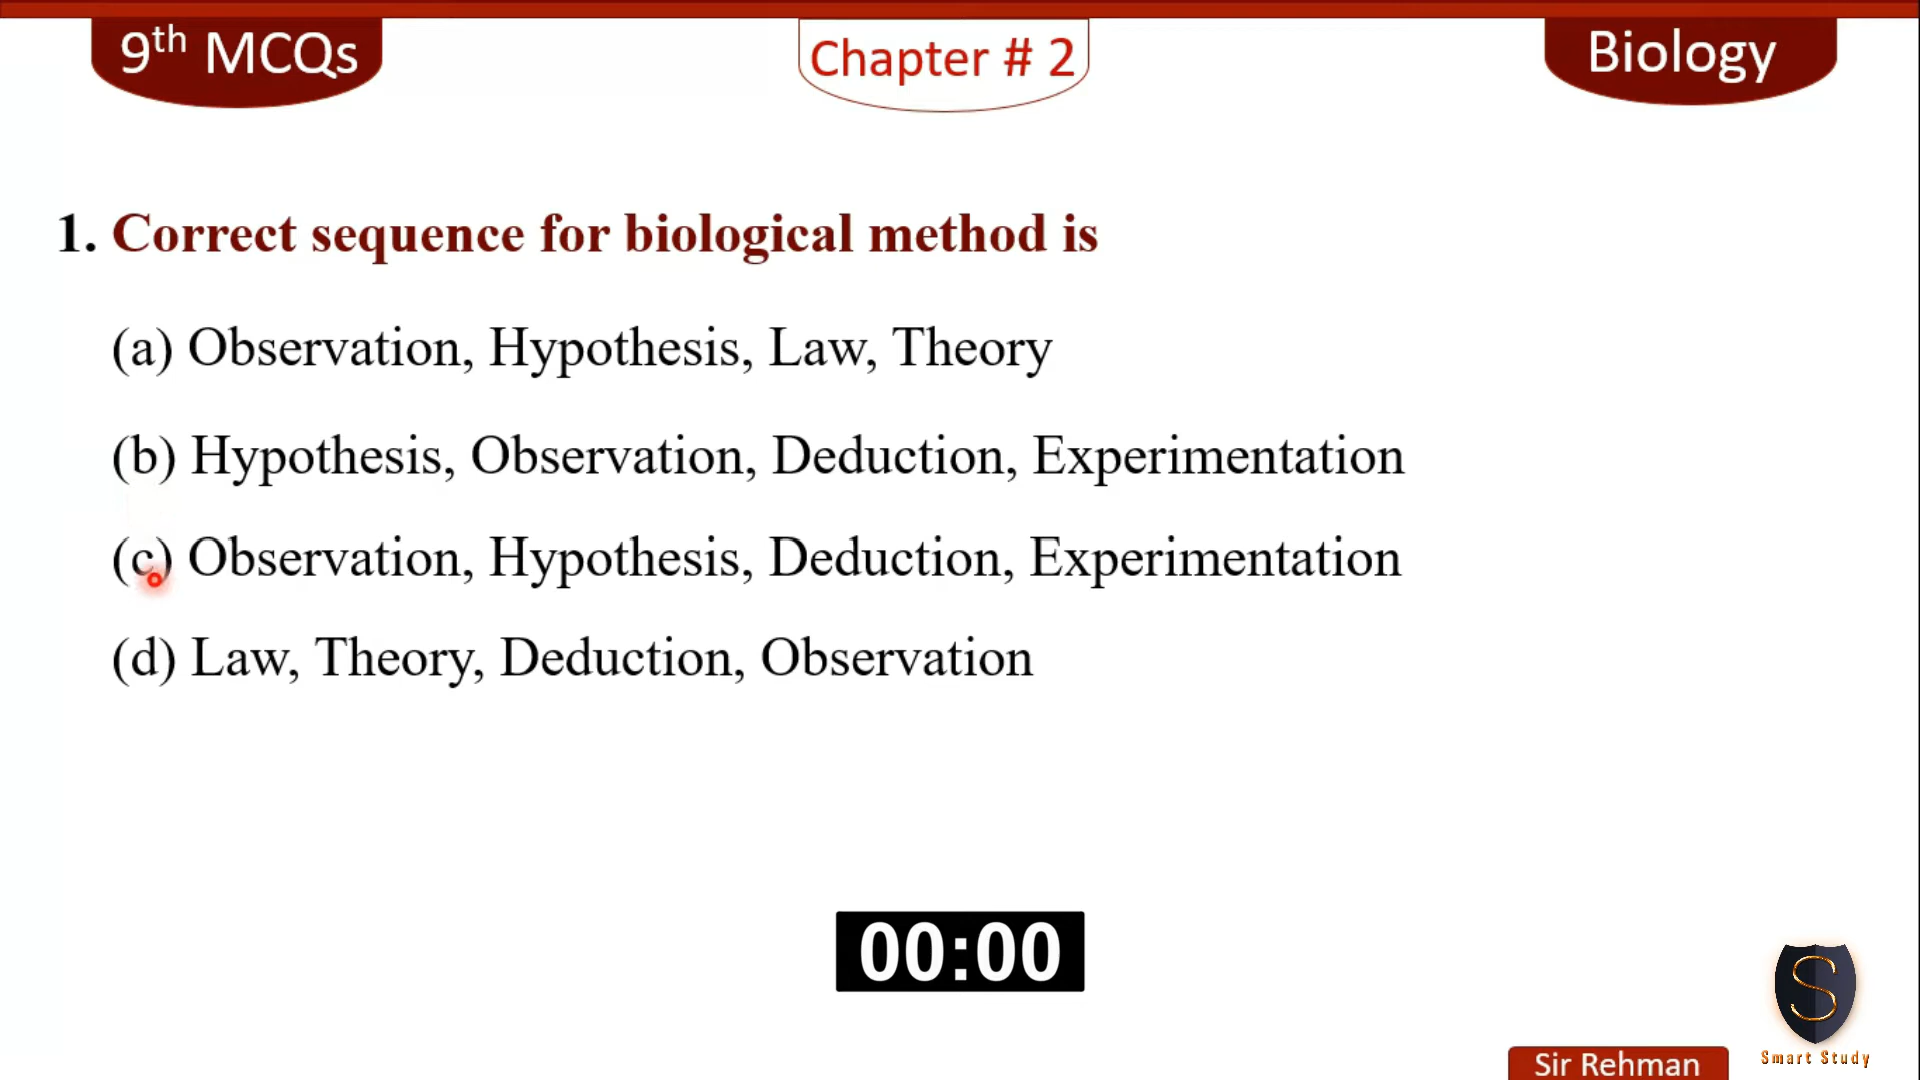 9th MCQs
Chapter # 2
Biology
1. Correct sequence for biological method is
(a) Observation, Hypothesis, Law, Theory
(b) Hypothesis, Observation, Deduction, Experimentation
(c) Observation, Hypothesis, Deduction, Experimentation
(d) Law, Theory, Deduction, Observation
00:00
S
Smart Study
Sir Rehman